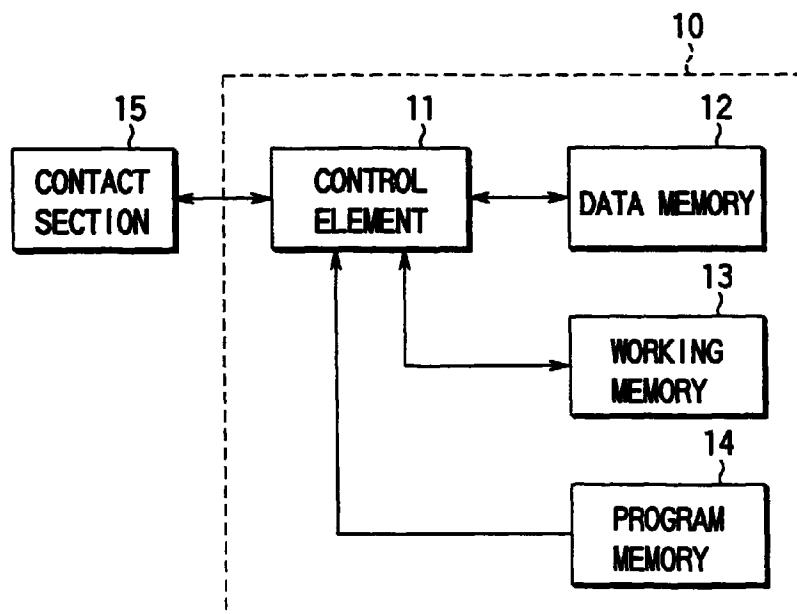 10
15
11
12
CONTACT
SECTION
CONTROL
ELEMENT
DATA MEMORY
13
WORKING
MEMORY
14
PROGRAM
MEMORY